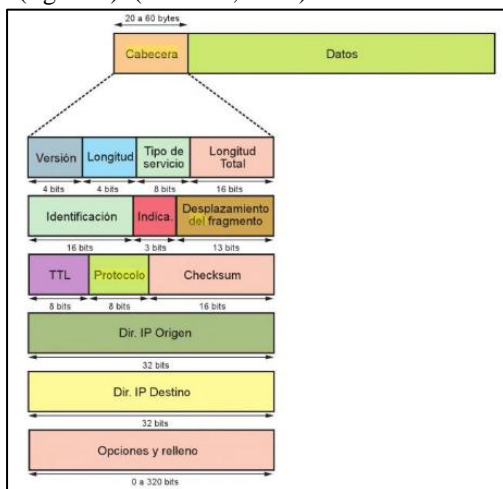 20 a 60 bytes
Cabecera
Datos
Versión
Longitud
Tipo de
servicio
Longitud
Total
4 bits
4 bits
8 bits
16 bits
Identificación
Indica.
Desplazamiento
del fragmento
16 bits
3 bits
13 bits
TTL
Protocolo
Checksum
8 bits
8 bits
16 bits
Dir. IP Origen
32 bits
Dir. IP Destino
32 bits
Opciones y relleno
0 a 320 bits